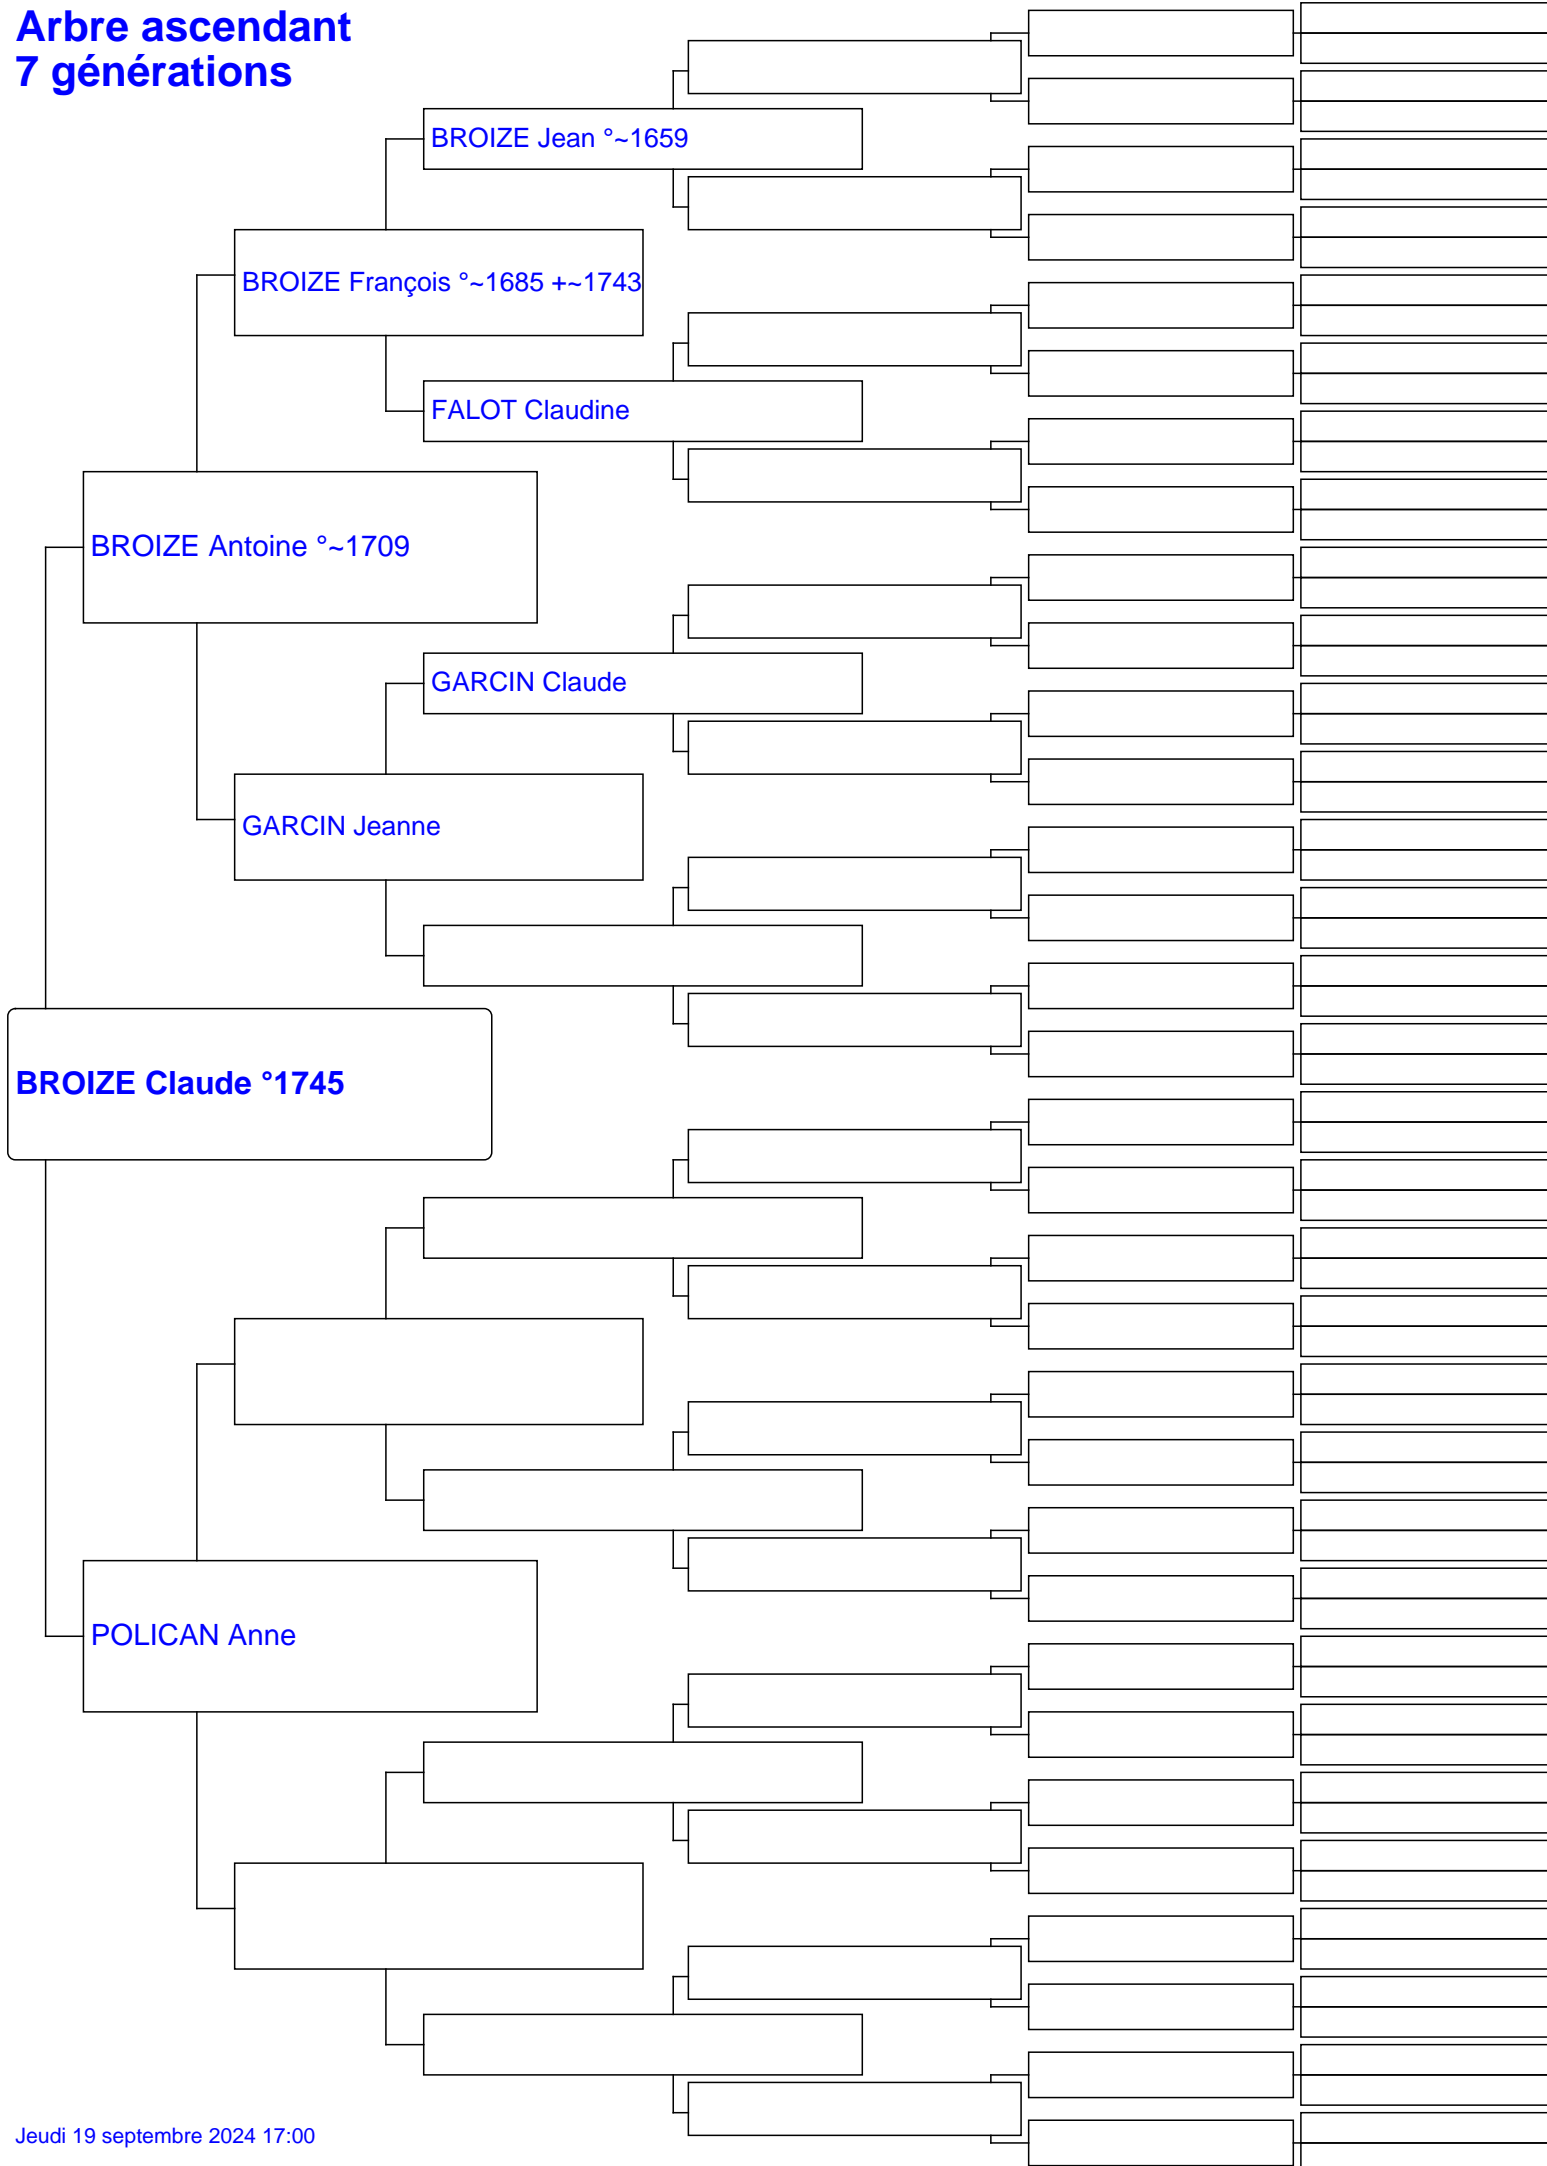 Arbre ascendant
7 générations
BROIZE Jean °~1659
BROIZE François °~1685 +~1743
FALOT Claudine
BROIZE Antoine °~1709
GARCIN Claude
GARCIN Jeanne
BROIZE Claude °1745
POLICAN Anne
Jeudi 19 septembre 2024 17:00